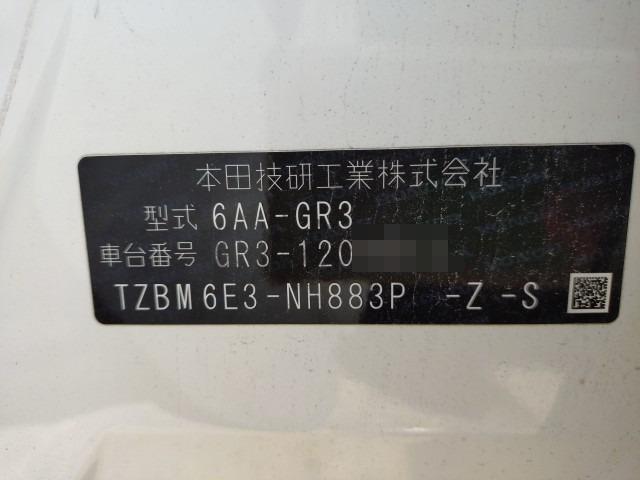 本田技研工業株式会社
型式 6AA-GR3
車台番号 GR3-120
TZBM6E3-NH883P -Z-S